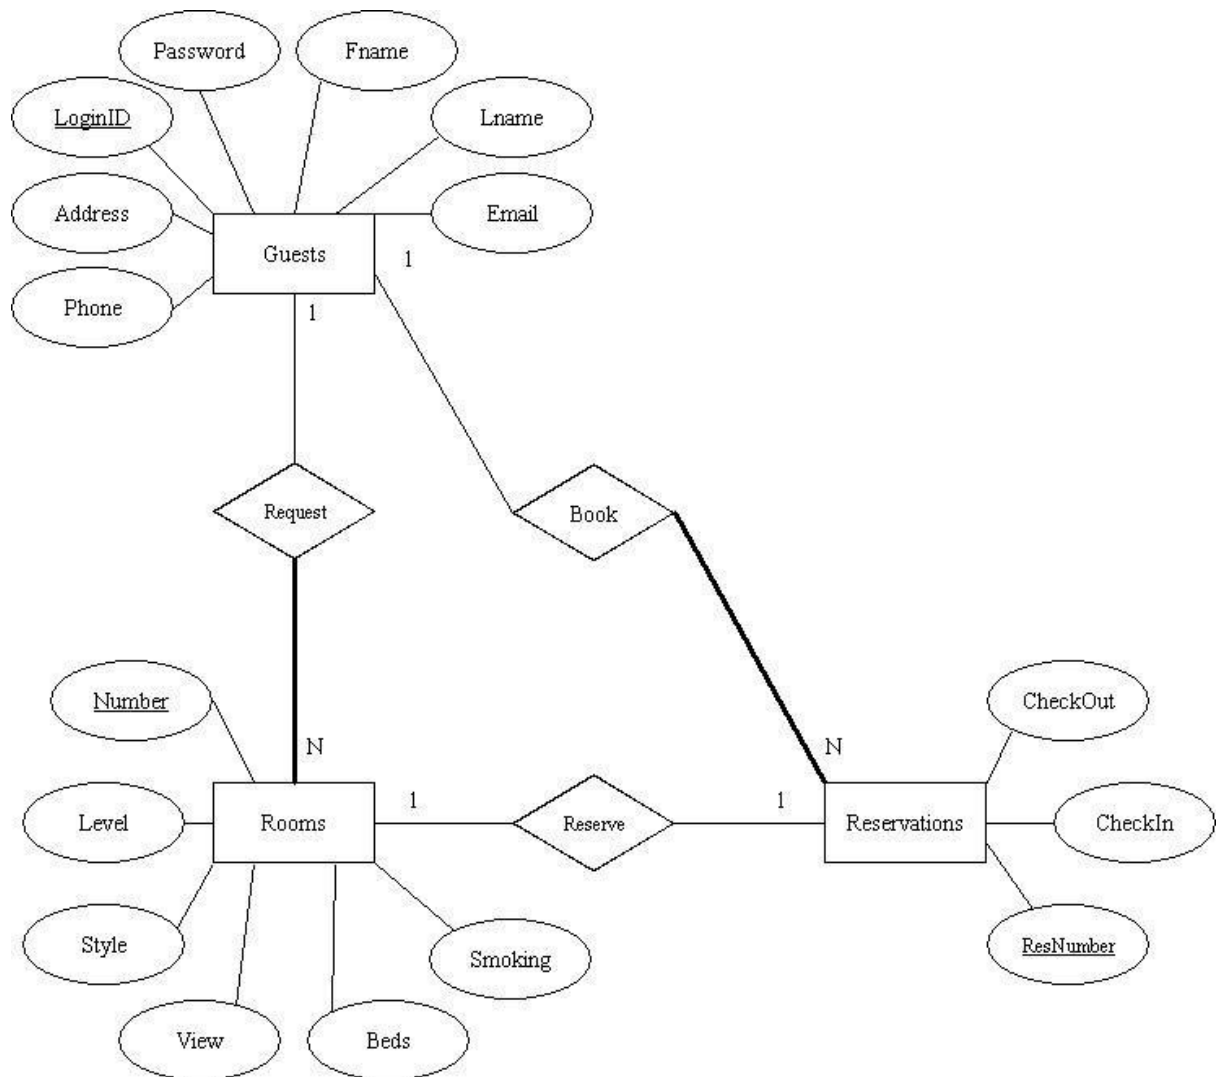 Password
Fname
LoginID
Lname
Address
Email
Guests
1
Phone
1
Request
Book
Number
CheckOut
N
N
Level
Rooms
1
Reserve
1
Reservations
CheckIn
Style
Smoking
ResNumber
View
Beds